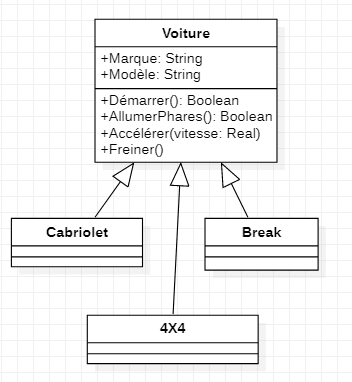 Voiture
+Marque: String
+Modèle: String
+Démarrer(): Boolean
+AllumerPhares(): Boolean
+Accélérer(vitesse: Real)
+Freiner()
Cabriolet
Break
4X4